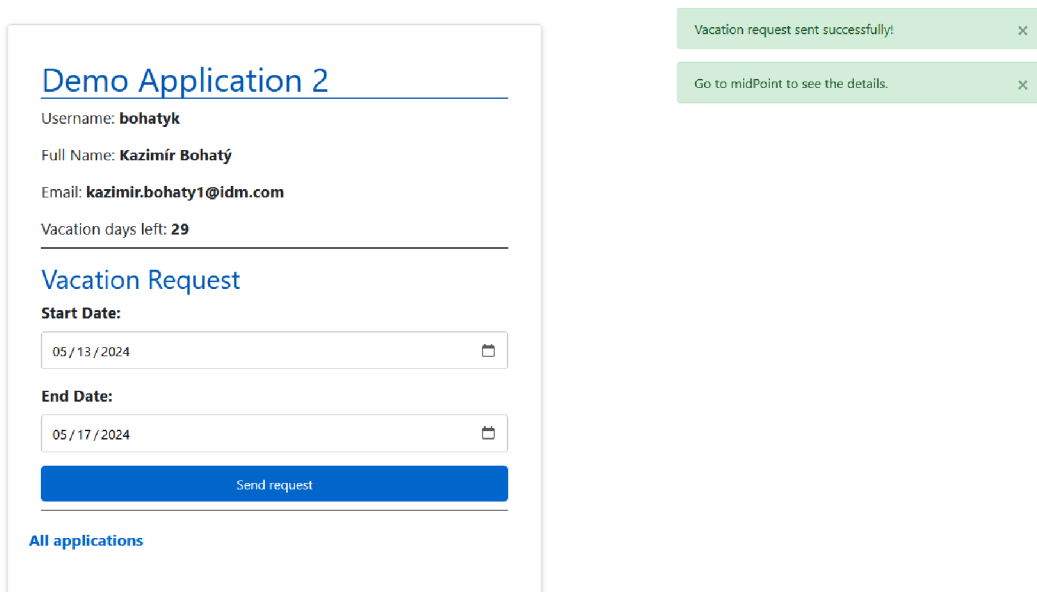 Demo Application 2
Username: bohatyk
Full Name: Kazimír Bohatý
Email: kazimir.bohaty1@idm.com
Vacation days left: 29
Vacation Request
Start Date:
05/13/2024
End Date:
05/17/2024
Send request
All applications
Vacation request sent successfully! ×
Go to midPoint to see the details. ×